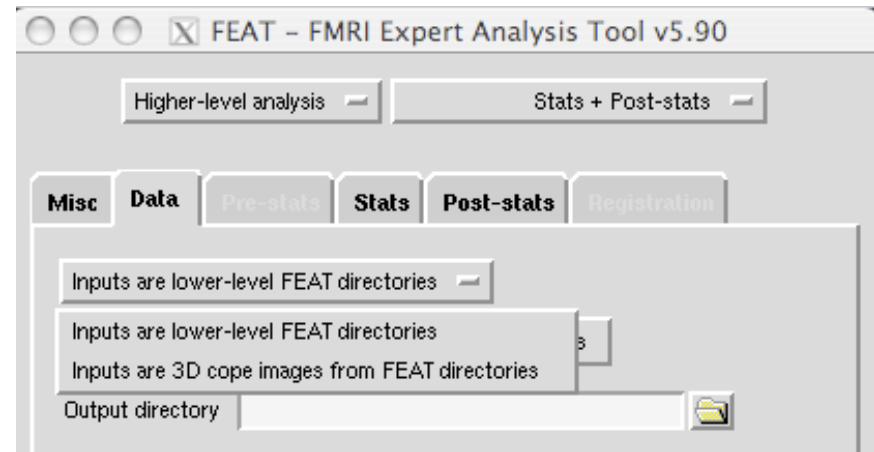 X FEAT – FMRI Expert Analysis Tool v5.90
Higher-level analysis Stats + Post-stats
Misc Data Pre-stats Stats Post-stats Registration
Inputs are lower-level FEAT directories
Inputs are lower-level FEAT directories
Inputs are 3D cope images from FEAT directories
Output directory